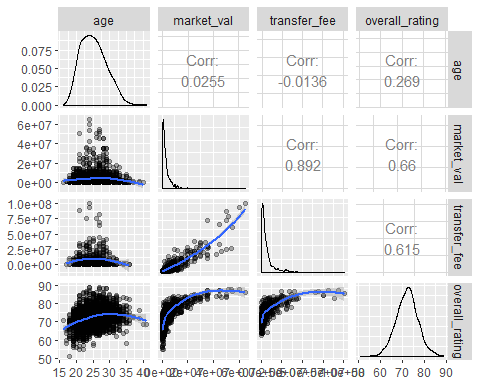 age market_val transfer_fee overall_rating
0.075
0.050
0.025
0.000
Corr:
0.0255
Corr:
-0.0136
Corr:
0.269
age
6e+07
4e+07
2e+07
0e+00
Corr:
0.892
Corr:
0.66
market_val
1.0e+08
7.5e+07
5.0e+07
2.5e+07
0.0e+00
Corr:
0.615
transfer_fee
90
80
70
60
50
overall_rating
15 20 25 30 35 40 50 60 70 80 90